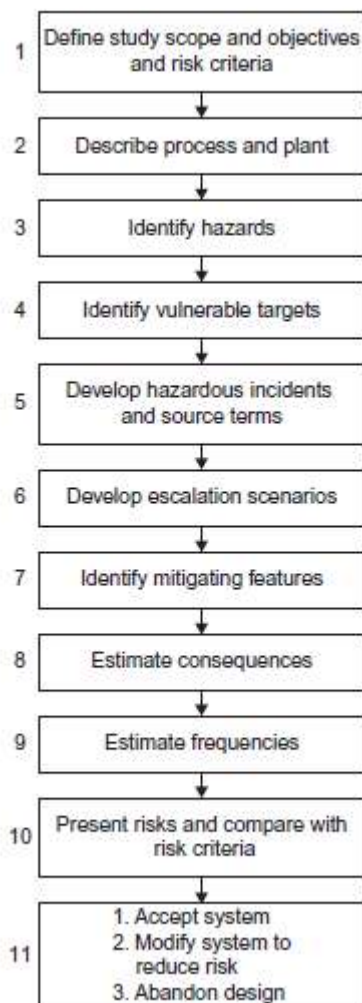 1
Define study scope and objectives
and risk criteria
2
Describe process and plant
3
Identify hazards
4
Identify vulnerable targets
5
Develop hazardous incidents
and source terms
6
Develop escalation scenarios
7
Identify mitigating features
8
Estimate consequences
9
Estimate frequencies
10
Present risks and compare with
risk criteria
11
1. Accept system
2. Modify system to
reduce risk
3. Abandon design